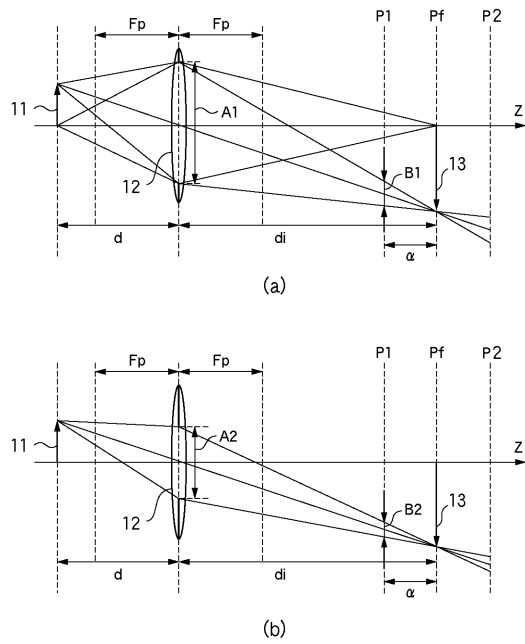 P1 Pf P2
Fp Fp
11 A1 Z
12 B1 13
d di α
(a)
P1 Pf P2
Fp Fp
11 A2 Z
12 B2 13
d di α
(b)